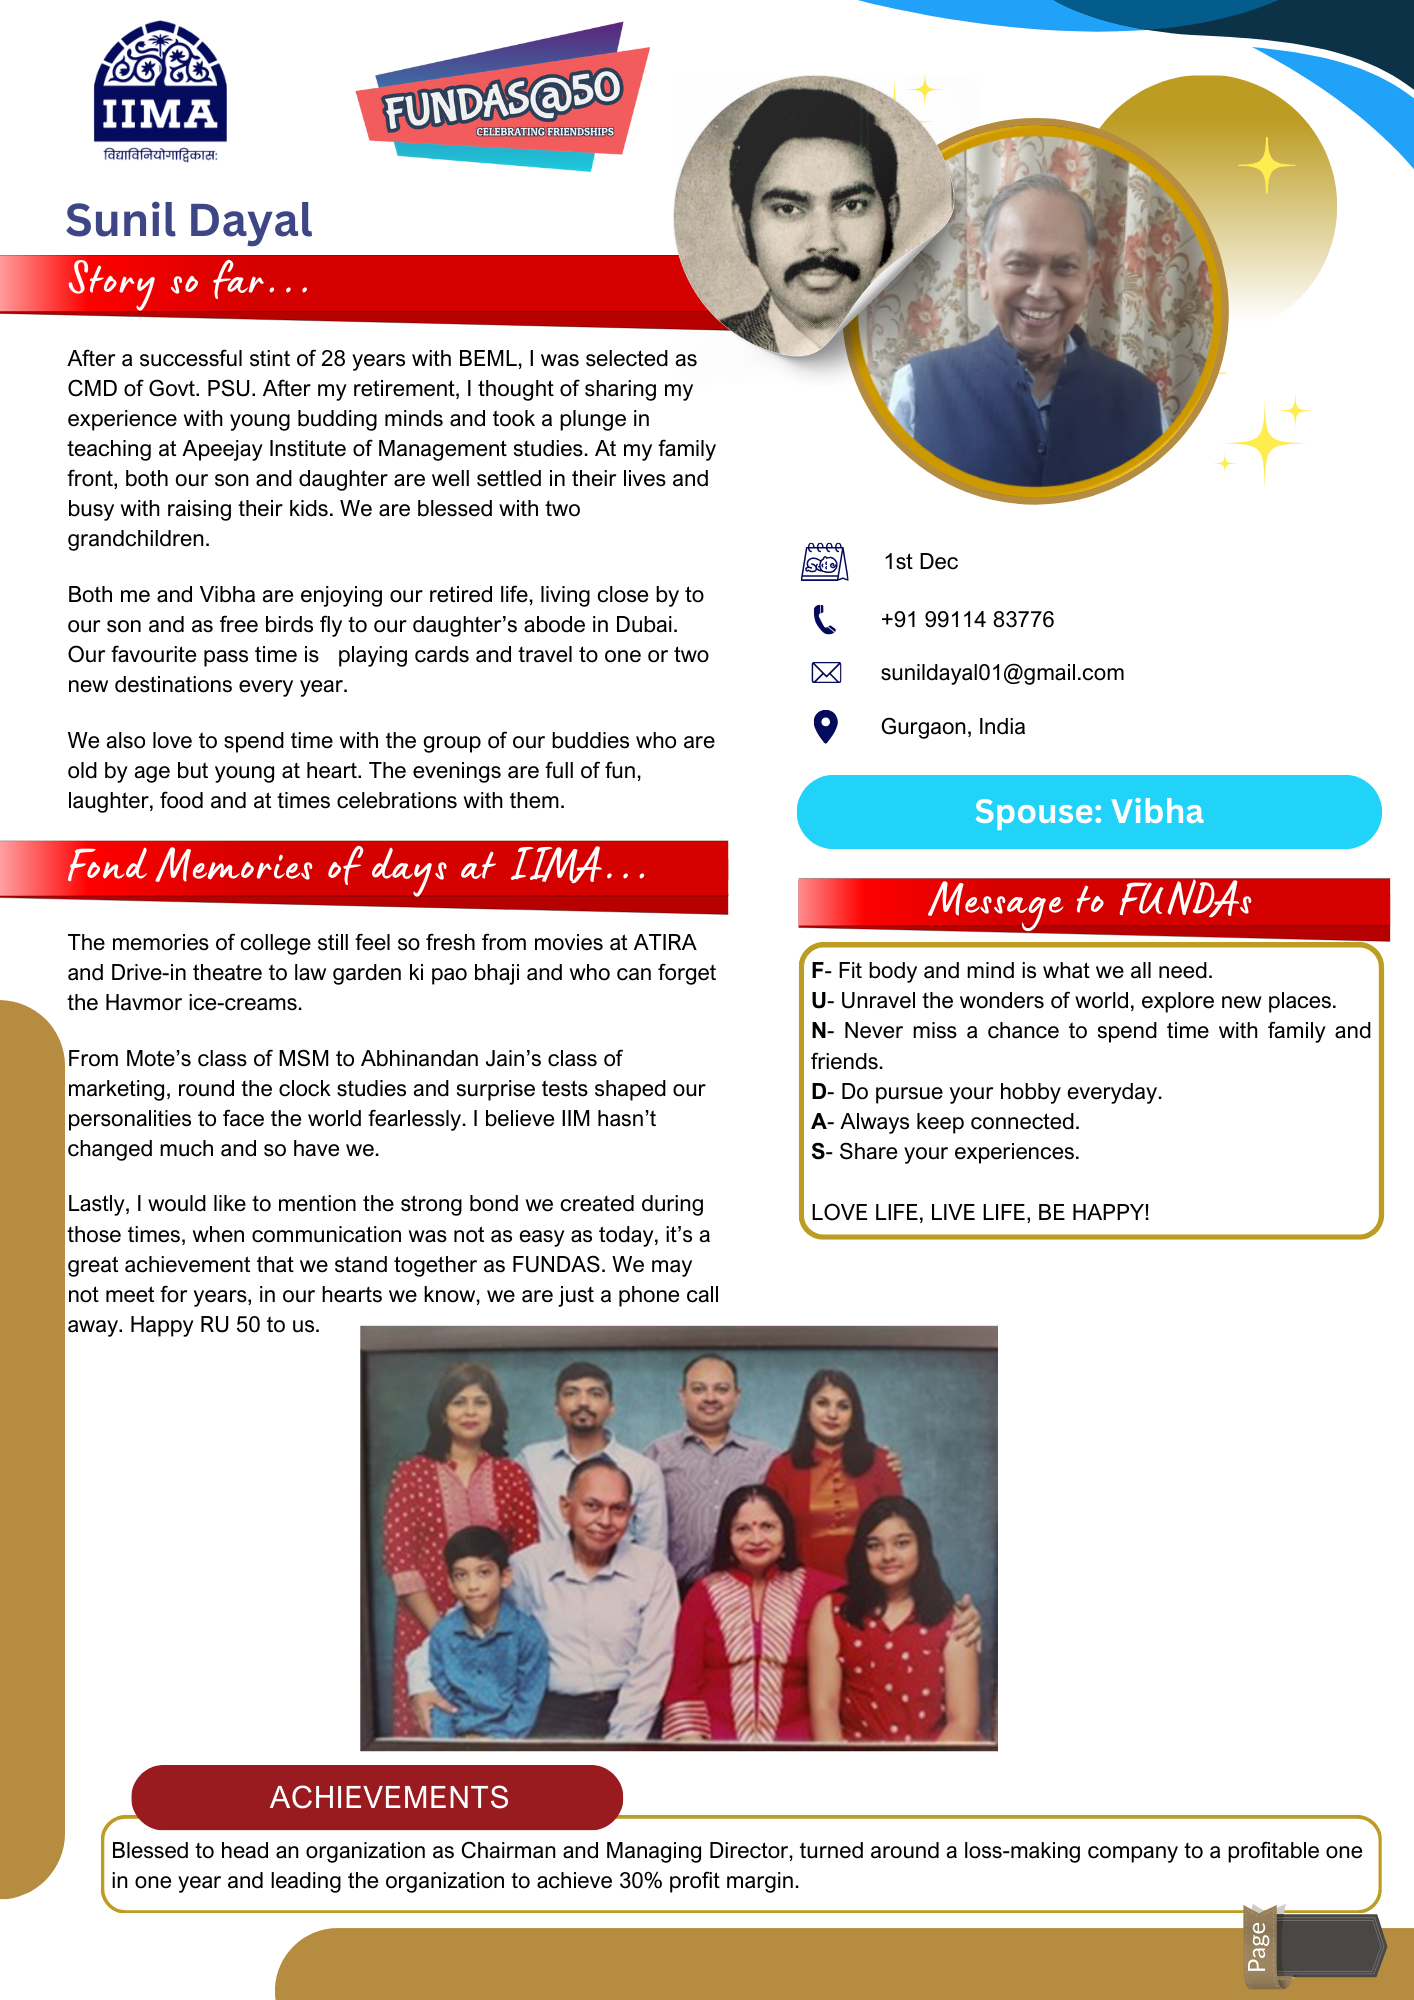 IIMA
विद्याविनियोगाद्विकासः
FUNDAS@50
CELEBRATING FRIENDSHIPS
Sunil Dayal
Story so far...
After a successful stint of 28 years with BEML, I was selected as
CMD of Govt. PSU. After my retirement, I thought of sharing my
experience with young budding minds and took a plunge in
teaching at Apeejay Institute of Management studies. At my family
front, both our son and daughter are well settled in their lives and
busy with raising their kids. We are blessed with two
grandchildren.
Both me and Vibha are enjoying our retired life, living close by to
our son and as free birds fly to our daughter’s abode in Dubai.
Our favourite pass time is playing cards and travel to one or two
new destinations every year.
We also love to spend time with the group of our buddies who are
old by age but young at heart. The evenings are full of fun,
laughter, food and at times celebrations with them.
Fond Memories of days at IIMA...
The memories of college still feel so fresh from movies at ATIRA
and Drive-in theatre to law garden ki pao bhaji and who can forget
the Havmor ice-creams.
From Mote’s class of MSM to Abhinandan Jain’s class of
marketing, round the clock studies and surprise tests shaped our
personalities to face the world fearlessly. I believe IIM hasn’t
changed much and so have we.
Lastly, I would like to mention the strong bond we created during
those times, when communication was not as easy as today, it’s a
great achievement that we stand together as FUNDAS. We may
not meet for years, in our hearts we know, we are just a phone call
away. Happy RU 50 to us.
1st Dec
+91 99114 83776
sunildayal01@gmail.com
Gurgaon, India
Spouse: Vibha
Message to FUNDAs
F- Fit body and mind is what we all need.
U- Unravel the wonders of world, explore new places.
N- Never miss a chance to spend time with family and
friends.
D- Do pursue your hobby everyday.
A- Always keep connected.
S- Share your experiences.
LOVE LIFE, LIVE LIFE, BE HAPPY!
ACHIEVEMENTS
Blessed to head an organization as Chairman and Managing Director, turned around a loss-making company to a profitable one
in one year and leading the organization to achieve 30% profit margin.
Page